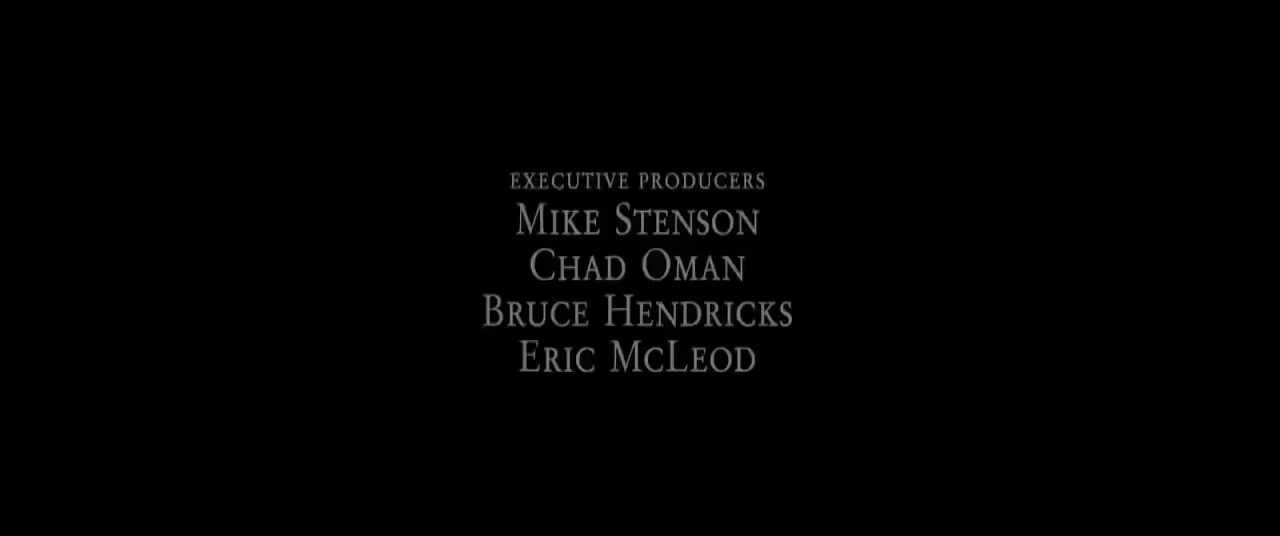 EXECUTIVE PRODUCERS
MIKE STENSON
CHAD OMAN
BRUCE HENDRICKS
ERIC MCLEOD